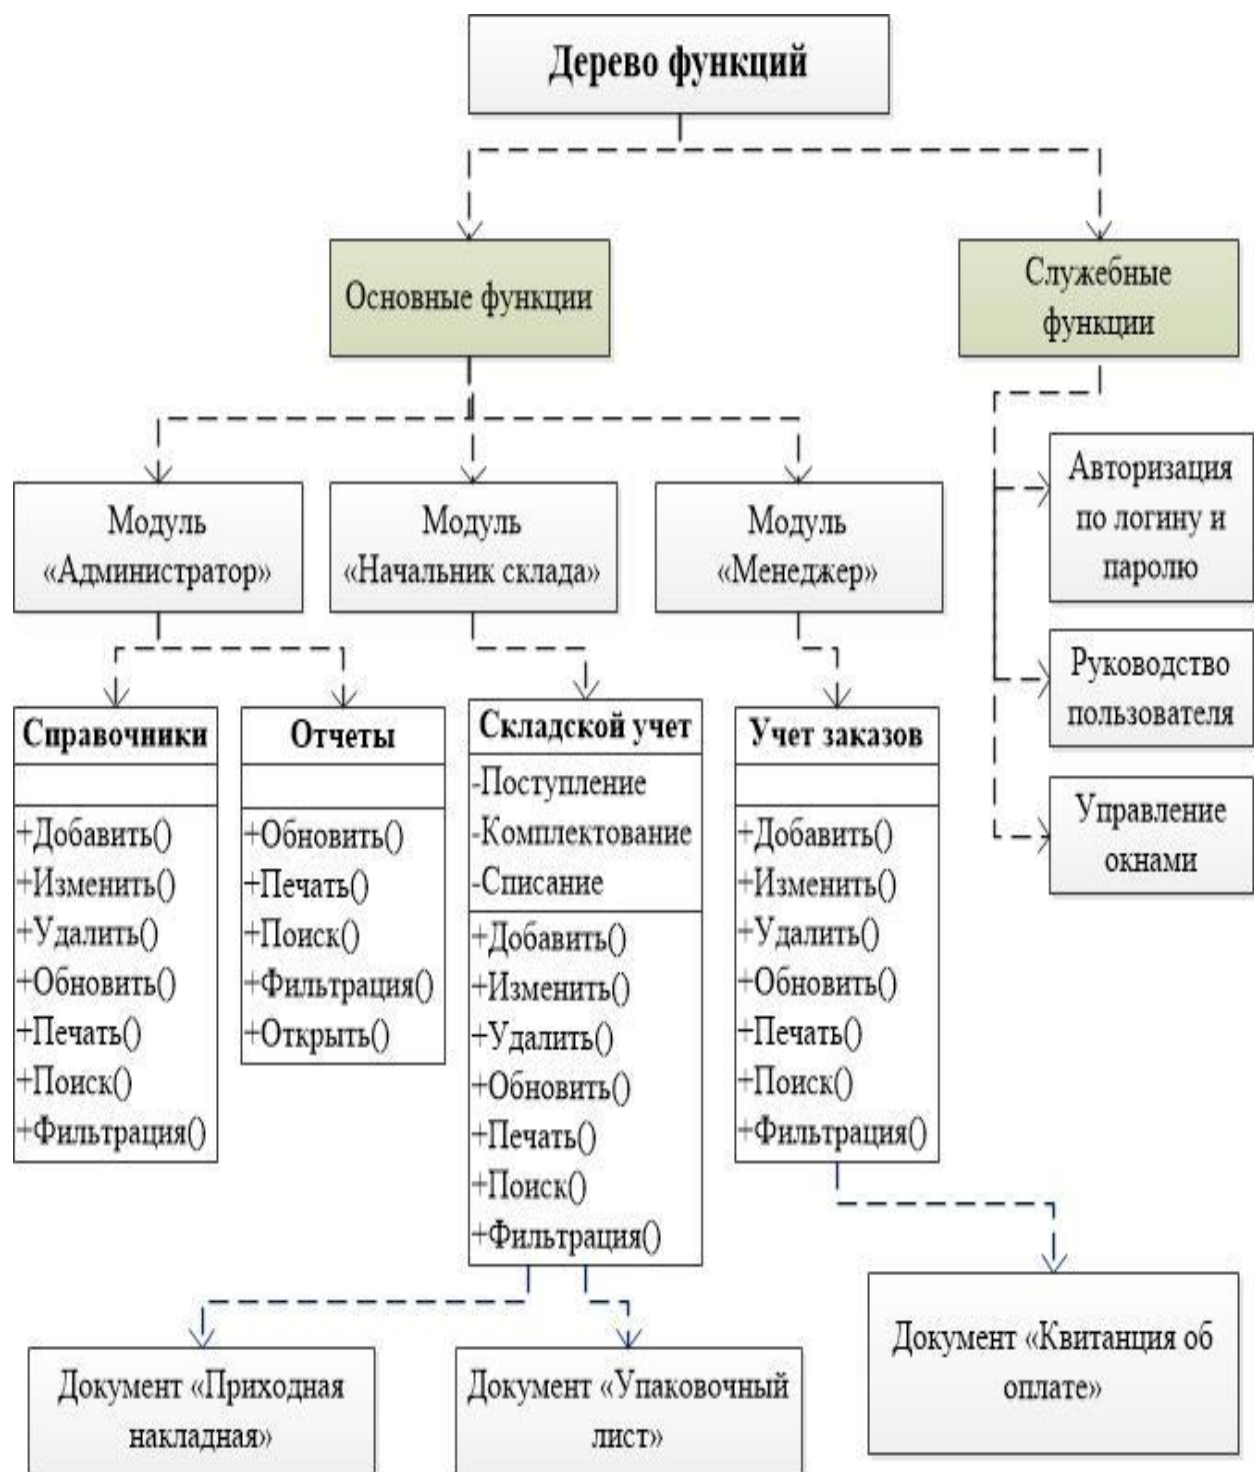 Дерево функций
Основные функции
Служебные
функции
Модуль
«Администратор»
Модуль
«Начальник склада»
Модуль
«Менеджер»
Авторизация
по логину и
паролю
Руководство
пользователя
Управление
окнами
Справочники
+Добавить()
+Изменить()
+Удалить()
+Обновить()
+Печать()
+Поиск()
+Фильтрация()
Отчеты
+Обновить()
+Печать()
+Поиск()
+Фильтрация()
+Открыть()
Складской учет
-Поступление
-Комплектование
-Списание
+Добавить()
+Изменить()
+Удалить()
+Обновить()
+Печать()
+Поиск()
+Фильтрация()
Учет заказов
+Добавить()
+Изменить()
+Удалить()
+Обновить()
+Печать()
+Поиск()
+Фильтрация()
Документ «Приходная
накладная»
Документ «Упаковочный
лист»
Документ «Квитанция об
оплате»